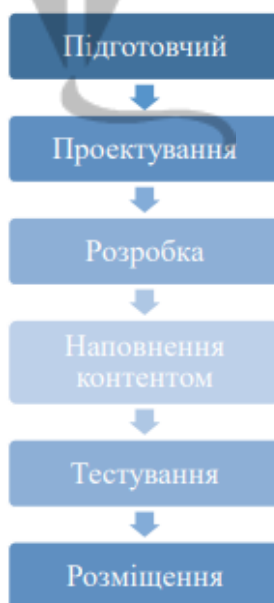 Підготовчий
Проектування
Розробка
Наповнення
контентом
Тестування
Розміщення